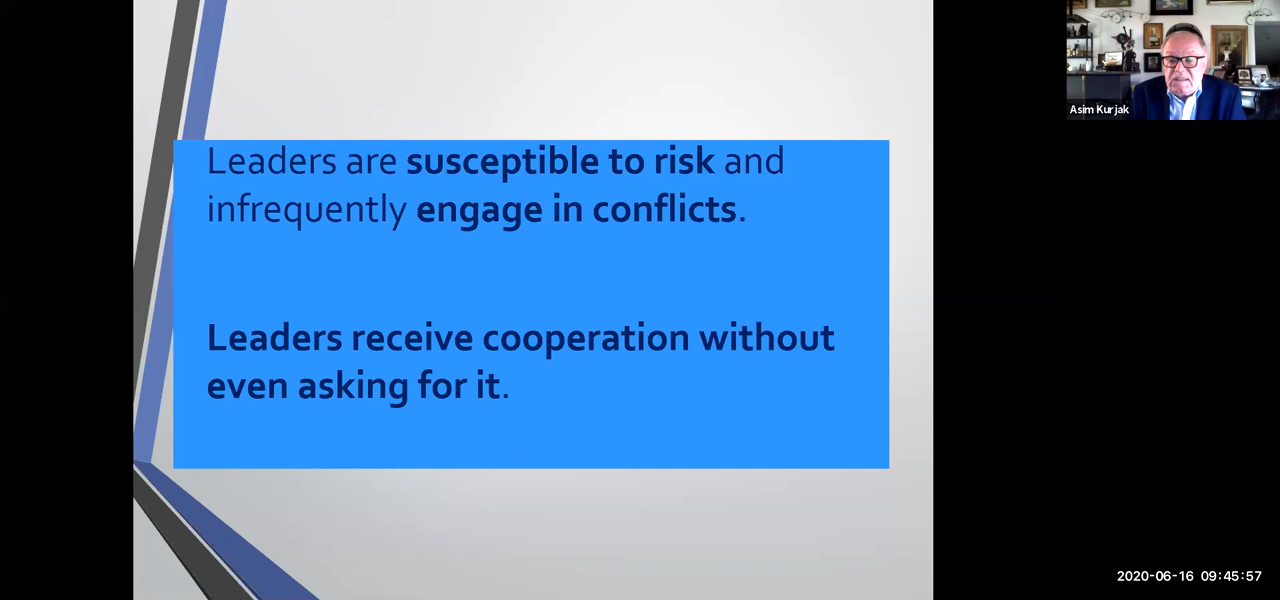 Leaders are susceptible to risk and
infrequently engage in conflicts.
Leaders receive cooperation without
even asking for it.
Asim Kurjak
2020-06-16 09:45:57